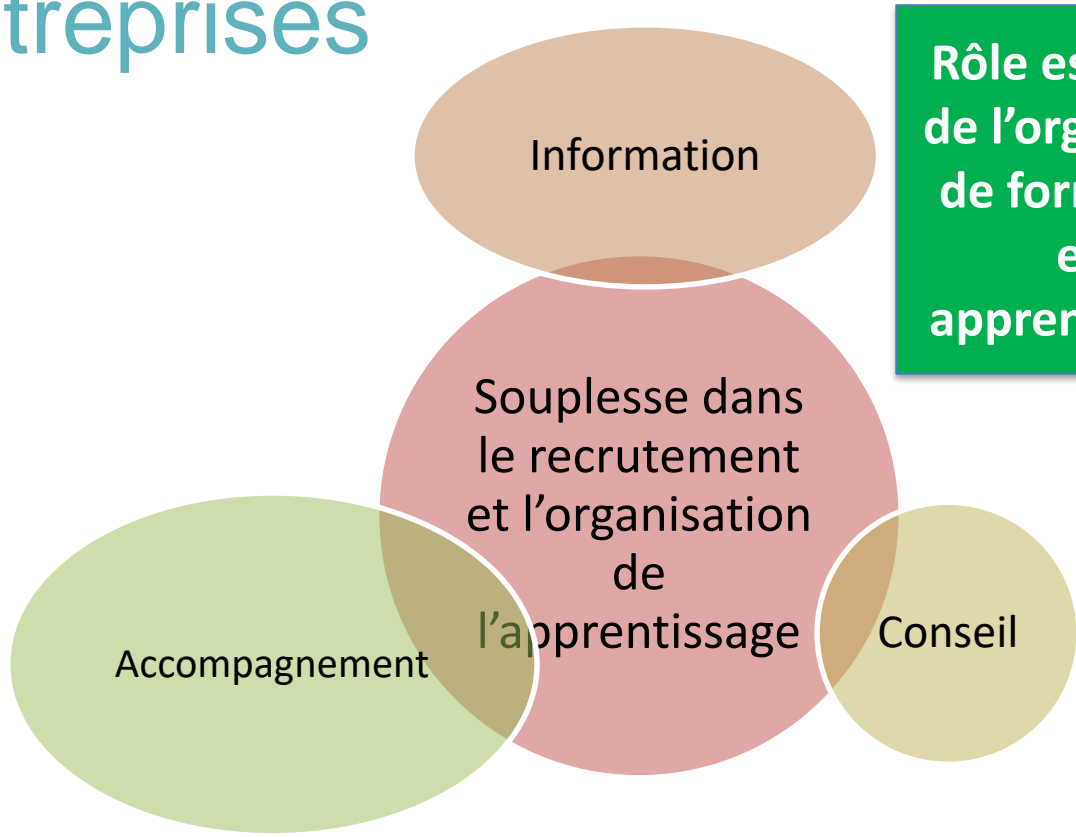 treprises
Information
Rôle es
de l’org
de for
e
appren
Souplesse dans
le recrutement
et l’organisation
de
l’apprentissage
Accompagnement
Conseil